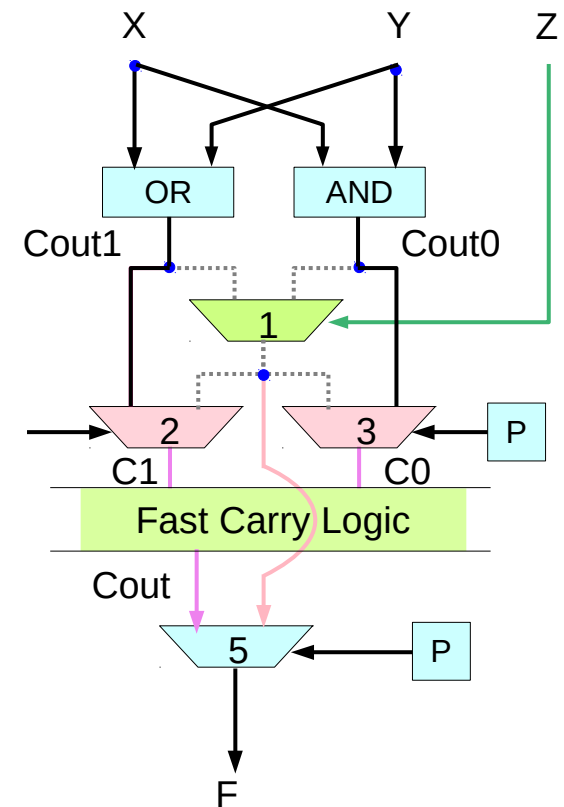 X Y Z
OR AND
Cout1 Cout0
1
2 3 P
C1 C0
Fast Carry Logic
Cout
5 P
F